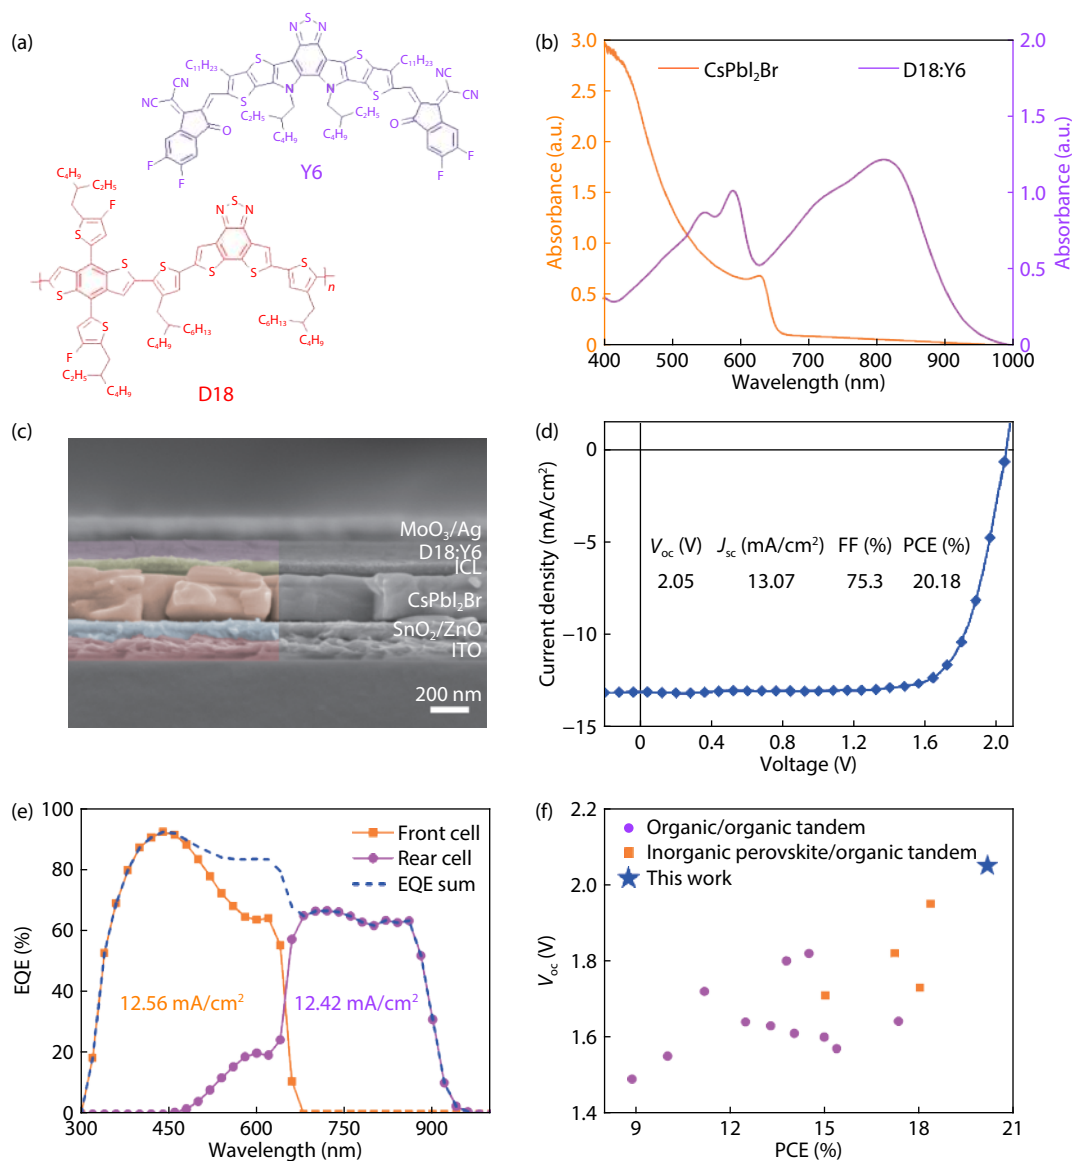 (a)
S
N N
C₁₁H₂₃ S S C₁₁H₂₃
NC CN
CN CN
NC S N N S
O C₂H₅ C₂H₅ O
C₄H₉ C₄H₉
F F
F F
Y6
C₄H₉
C₂H₅
F
S
N N
S
S S S S S
S n
S
F
C₆H₁₃ C₆H₁₃
C₄H₉ C₄H₉
C₂H₅
C₄H₉
D18
(b)
CsPbI₂Br D18:Y6
Absorbance (a.u.)
3.0
2.5
2.0
1.5
1.0
0.5
0
2.0
1.5
1.0
0.5
0
Absorbance (a.u.)
400 500 600 700 800 900 1000
Wavelength (nm)
(c)
MoO₃/Ag
D18:Y6
ICL
CsPbI₂Br
SnO₂/ZnO
ITO
200 nm
(d)
Current density (mA/cm²)
0
−5
−10
−15
V_oc (V) J_sc (mA/cm²) FF (%) PCE (%)
2.05 13.07 75.3 20.18
0 0.4 0.8 1.2 1.6 2.0
Voltage (V)
(e)
EQE (%)
100
80
60
40
20
0
Front cell
Rear cell
EQE sum
12.56 mA/cm² 12.42 mA/cm²
300 450 600 750 900
Wavelength (nm)
(f)
V_oc (V)
2.2
2.0
1.8
1.6
1.4
Organic/organic tandem
Inorganic perovskite/organic tandem
This work
9 12 15 18 21
PCE (%)